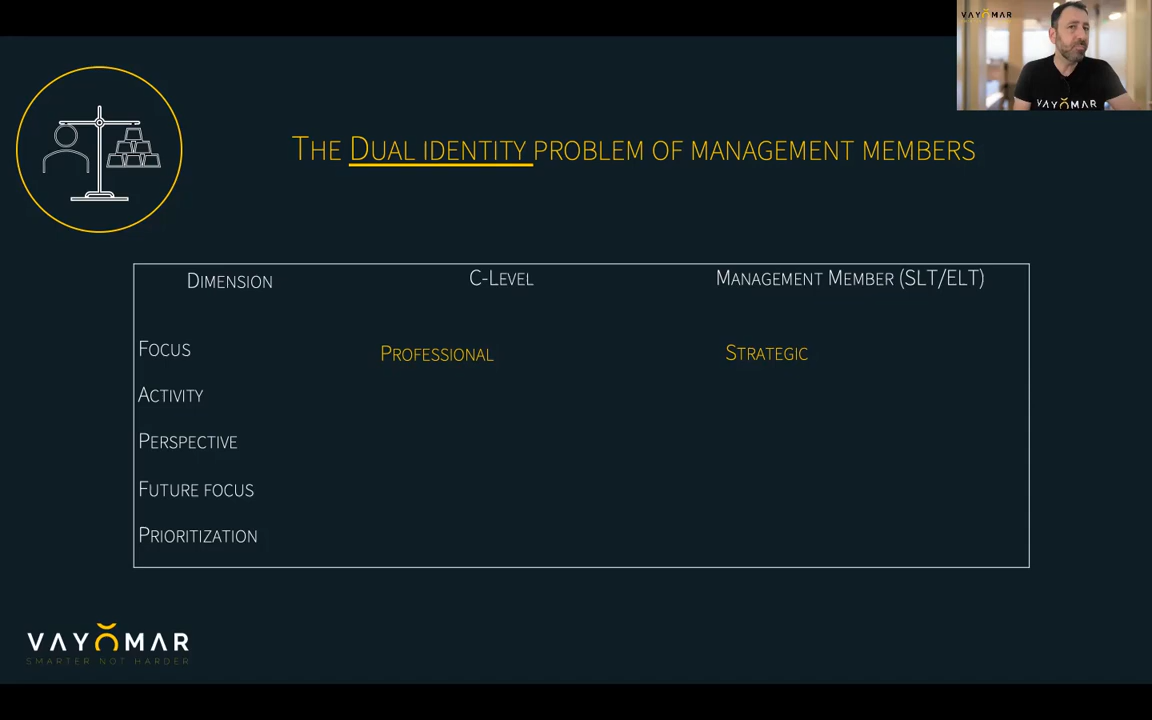 VAYOMAR
THE DUAL IDENTITY PROBLEM OF MANAGEMENT MEMBERS
DIMENSION C-LEVEL MANAGEMENT MEMBER (SLT/ELT)
FOCUS PROFESSIONAL STRATEGIC
ACTIVITY
PERSPECTIVE
FUTURE FOCUS
PRIORITIZATION
VAYOMAR
VAYOMAR
SMARTER NOT HARDER